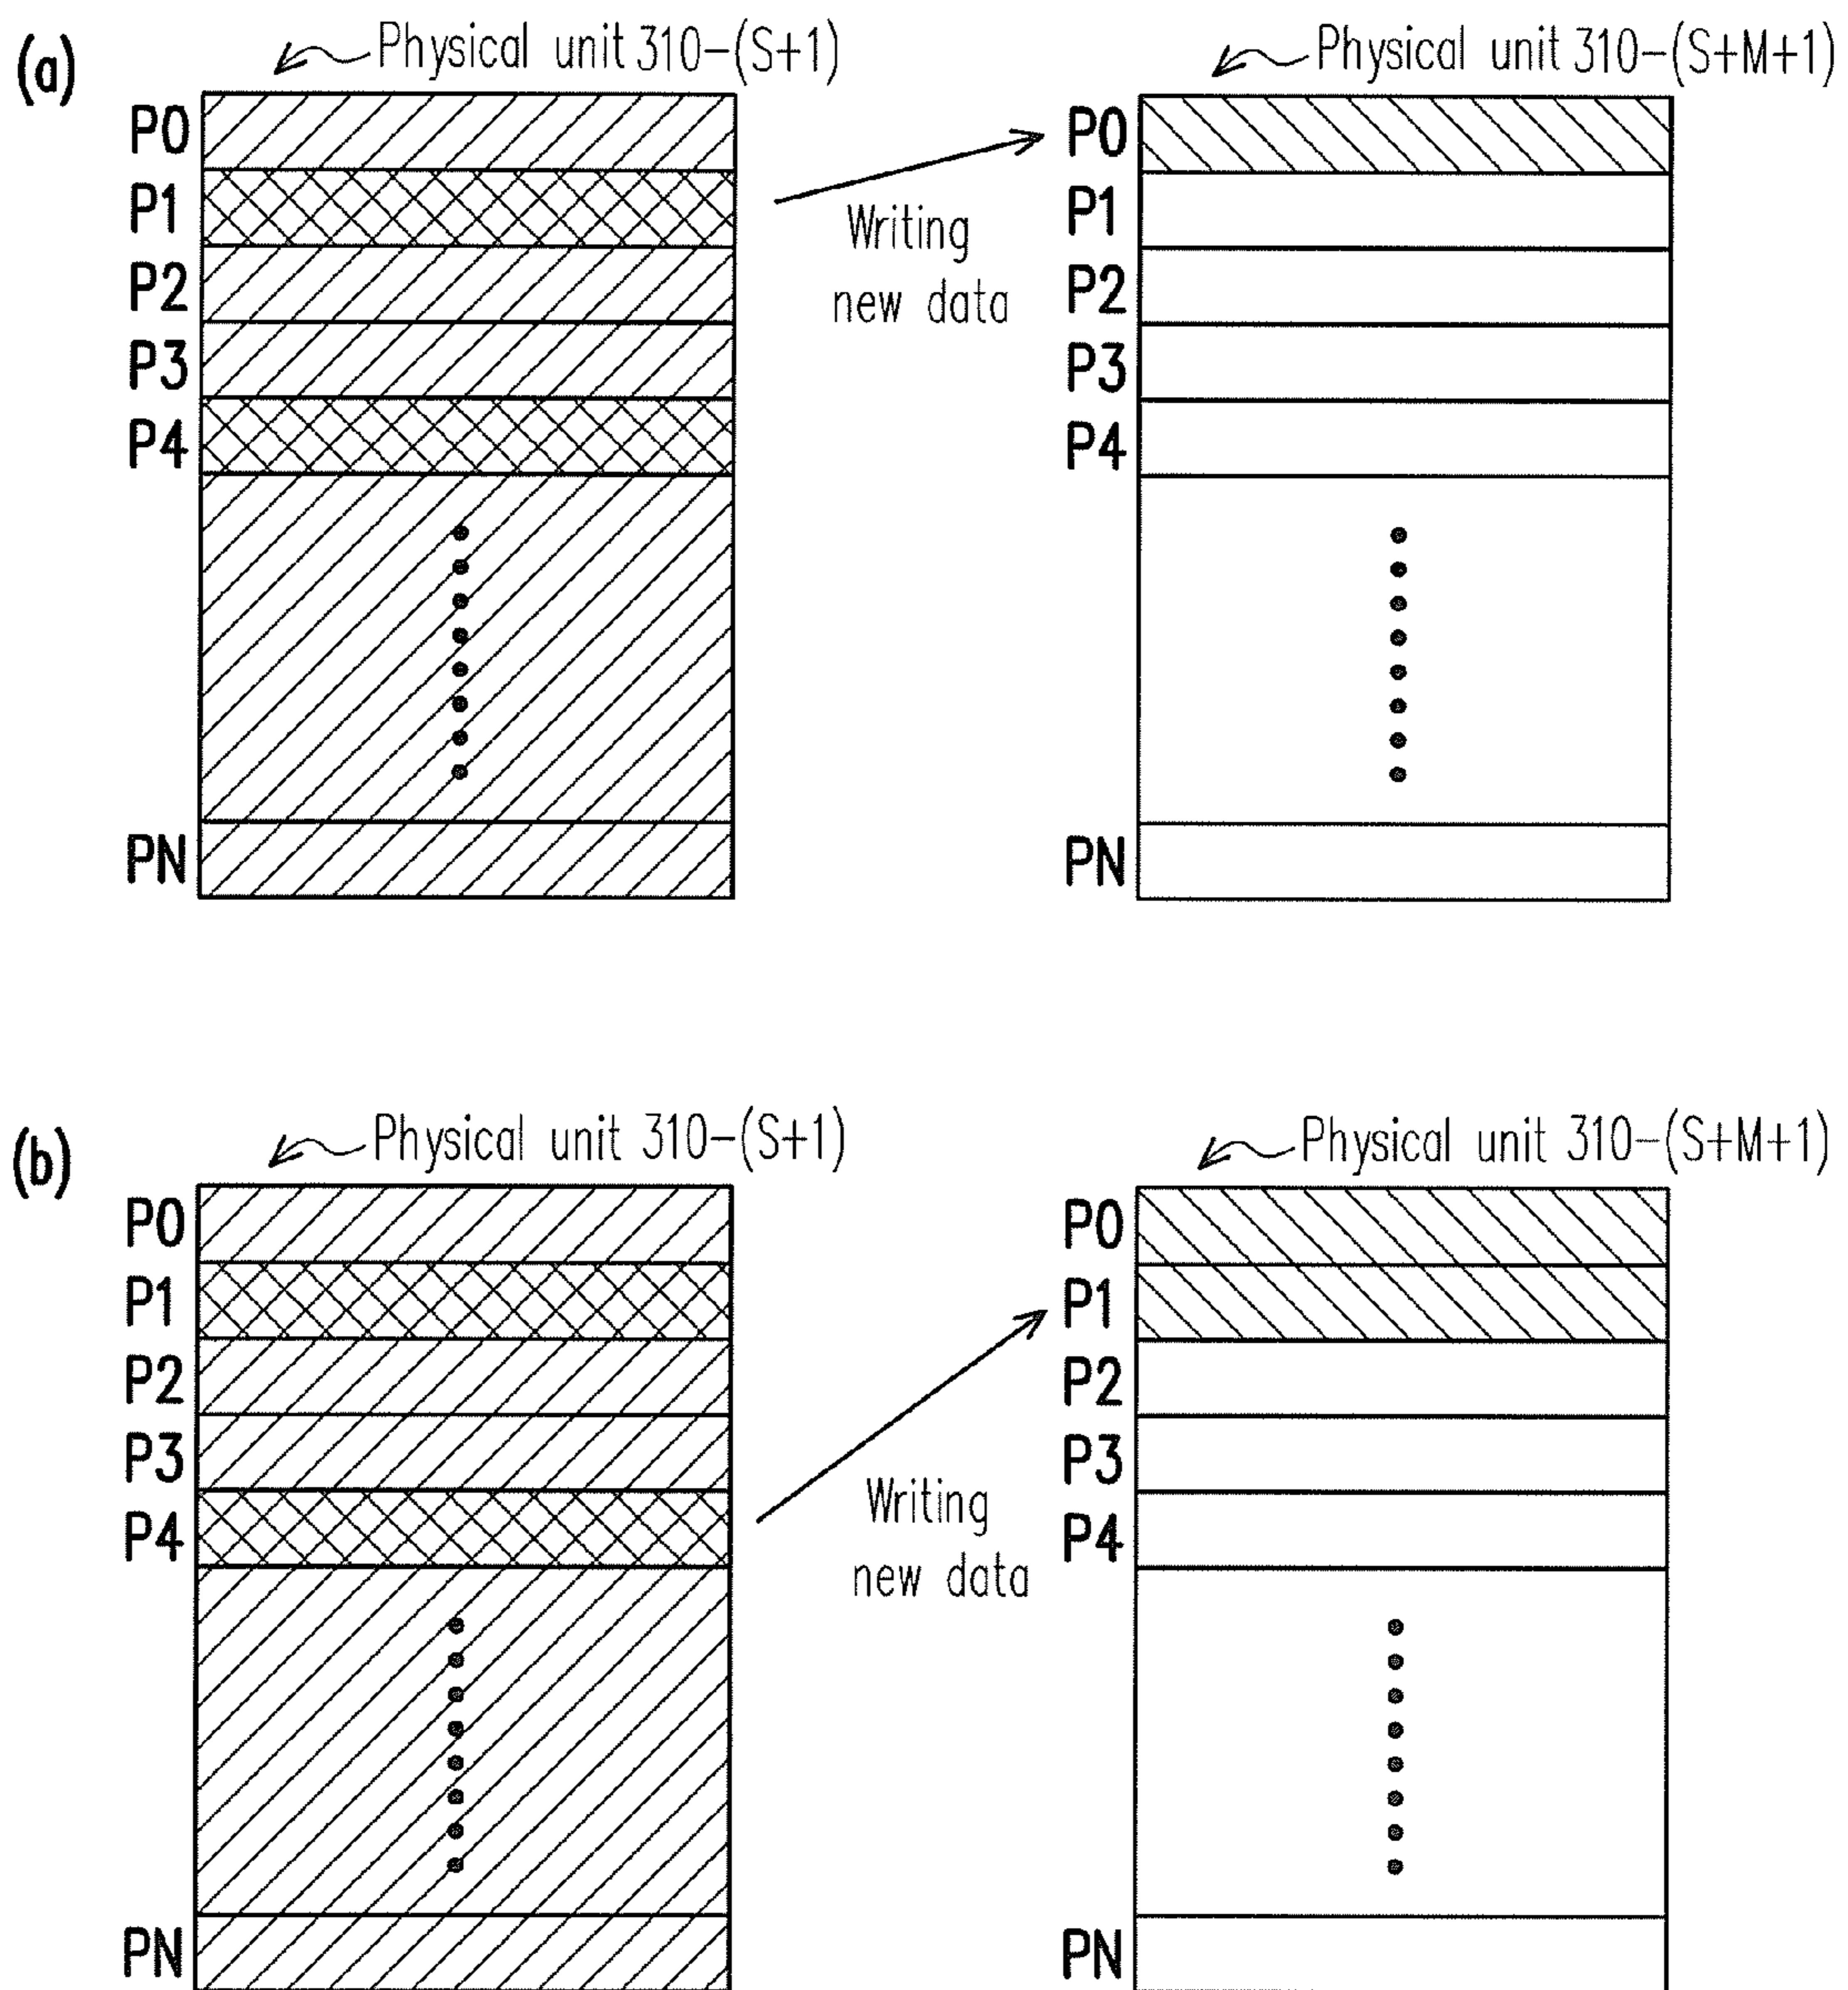 (a)
Physical unit 310-(S+1)
P0
P1
P2
P3
P4
PN
Writing
new data
Physical unit 310-(S+M+1)
P0
P1
P2
P3
P4
PN
(b)
Physical unit 310-(S+1)
P0
P1
P2
P3
P4
PN
Writing
new data
Physical unit 310-(S+M+1)
P0
P1
P2
P3
P4
PN